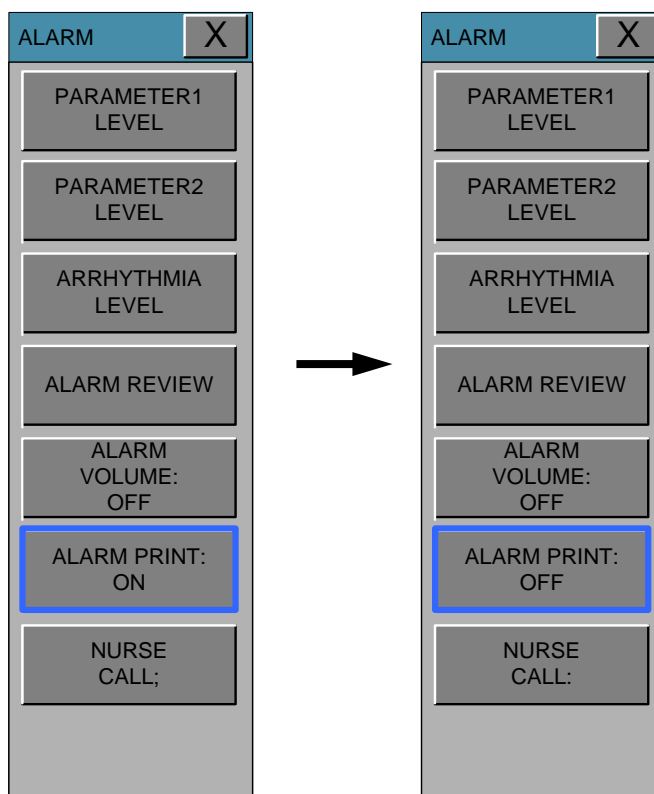 ALARM X
PARAMETER1
LEVEL
PARAMETER2
LEVEL
ARRHYTHMIA
LEVEL
ALARM REVIEW
ALARM
VOLUME:
OFF
ALARM PRINT:
ON
NURSE
CALL;
ALARM X
PARAMETER1
LEVEL
PARAMETER2
LEVEL
ARRHYTHMIA
LEVEL
ALARM REVIEW
ALARM
VOLUME:
OFF
ALARM PRINT:
OFF
NURSE
CALL: